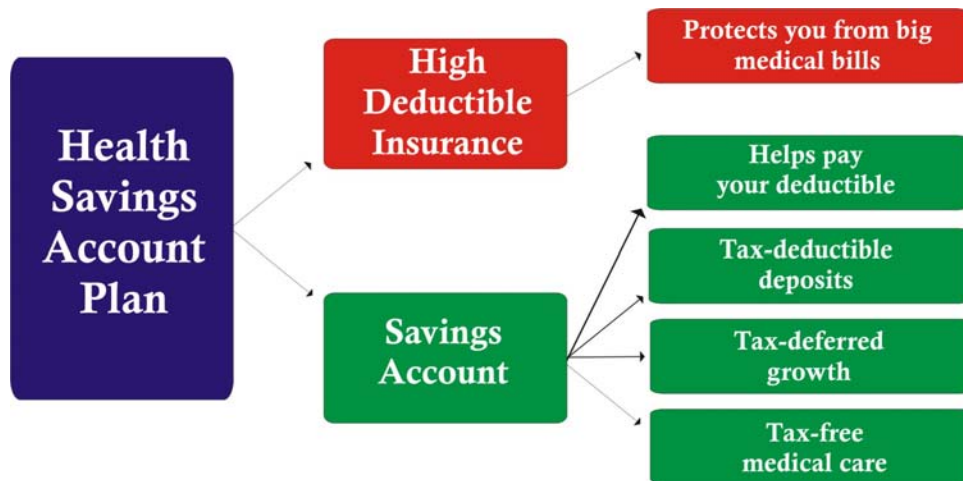 Health
Savings
Account
Plan
High
Deductible
Insurance
Protects you from big
medical bills
Savings
Account
Helps pay
your deductible
Tax-deductible
deposits
Tax-deferred
growth
Tax-free
medical care